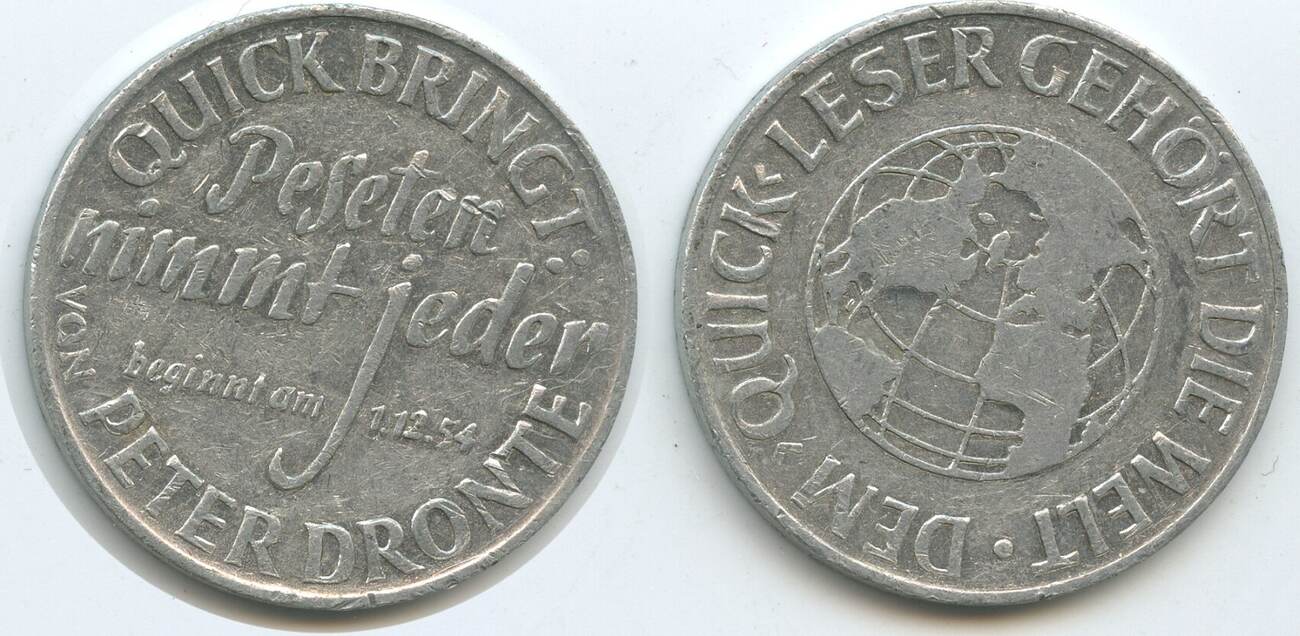 QUICK BRINGT:
Peseten
nimmt jeder
beginnt am 1.12.54
VON PETER DRONTE
DEM »QUICK« LESER GEHÖRT DIE WELT ·